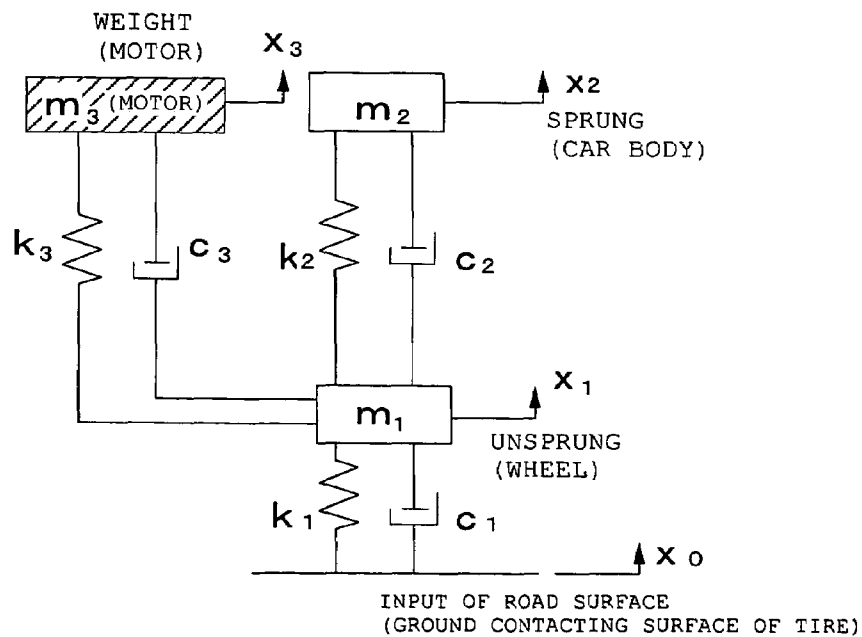 WEIGHT
(MOTOR)
x3
m3 (MOTOR)
m2
x2
SPRUNG
(CAR BODY)
k3
c3
k2
c2
x1
m1
UNSPRUNG
(WHEEL)
k1
c1
x0
INPUT OF ROAD SURFACE
(GROUND CONTACTING SURFACE OF TIRE)